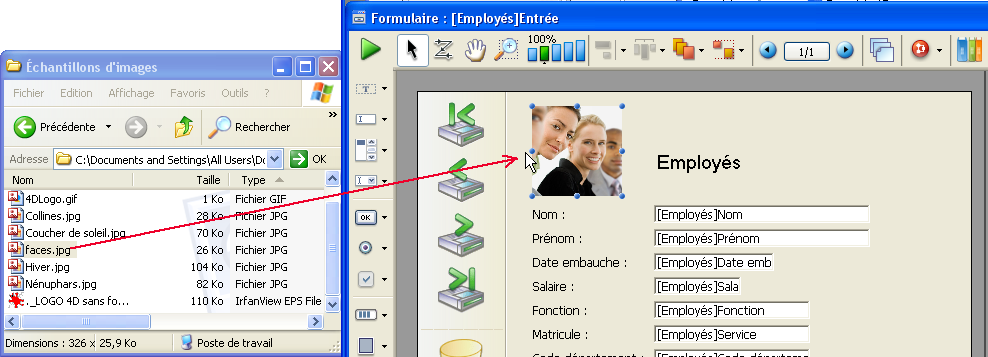 Échantillons d'images
Fichier Edition Affichage Favoris Outils ?
Précédente Rechercher »
Adresse C:\Documents and Settings\All Users\Do OK
Nom Taille Type
4DLogo.gif 1 Ko Fichier GIF
Collines.jpg 28 Ko Fichier JPG
Coucher de soleil.jpg 70 Ko Fichier JPG
faces.jpg 26 Ko Fichier JPG
Hiver.jpg 104 Ko Fichier JPG
Nénuphars.jpg 82 Ko Fichier JPG
._LOGO 4D sans fo... 110 Ko IrfanView EPS File
Dimensions : 326 x 25,9 Ko Poste de travail
Formulaire : [Employés]Entrée
100%
1/1
OK
Employés
Nom : [Employés]Nom
Prénom : [Employés]Prénom
Date embauche : [Employés]Date emb
Salaire : [Employés]Sala
Fonction : [Employés]Fonction
Matricule : [Employés]Service
Code département : [Employés]Code département